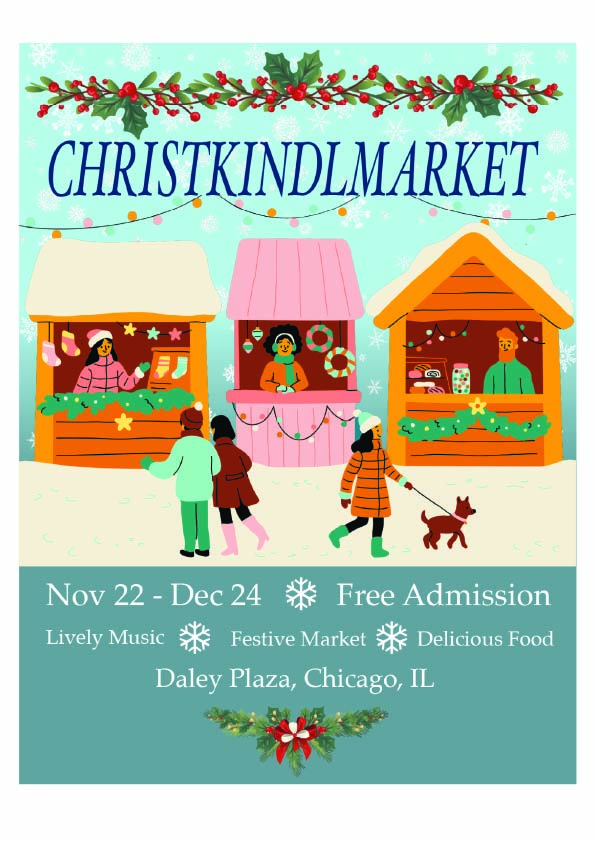 CHRISTKINDLMARKET
Nov 22 - Dec 24 Free Admission
Lively Music Festive Market Delicious Food
Daley Plaza, Chicago, IL